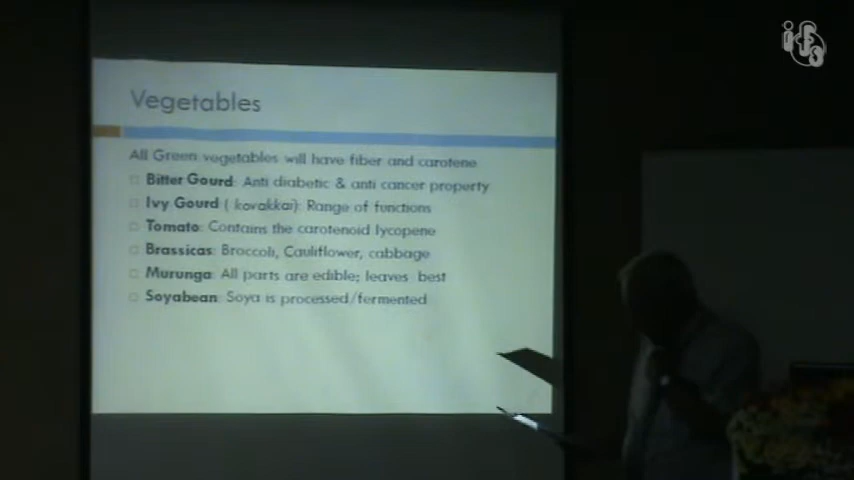 ifs
Vegetables
All Green vegetables will have fiber and carotene
Bitter Gourd: Anti diabetic & anti cancer property
Ivy Gourd ( kovakkai): Range of functions
Tomato: Contains the carotenoid lycopene
Brassicas: Broccoli, Cauliflower, cabbage
Murunga: All parts are edible; leaves best
Soyabean: Soya is processed/fermented